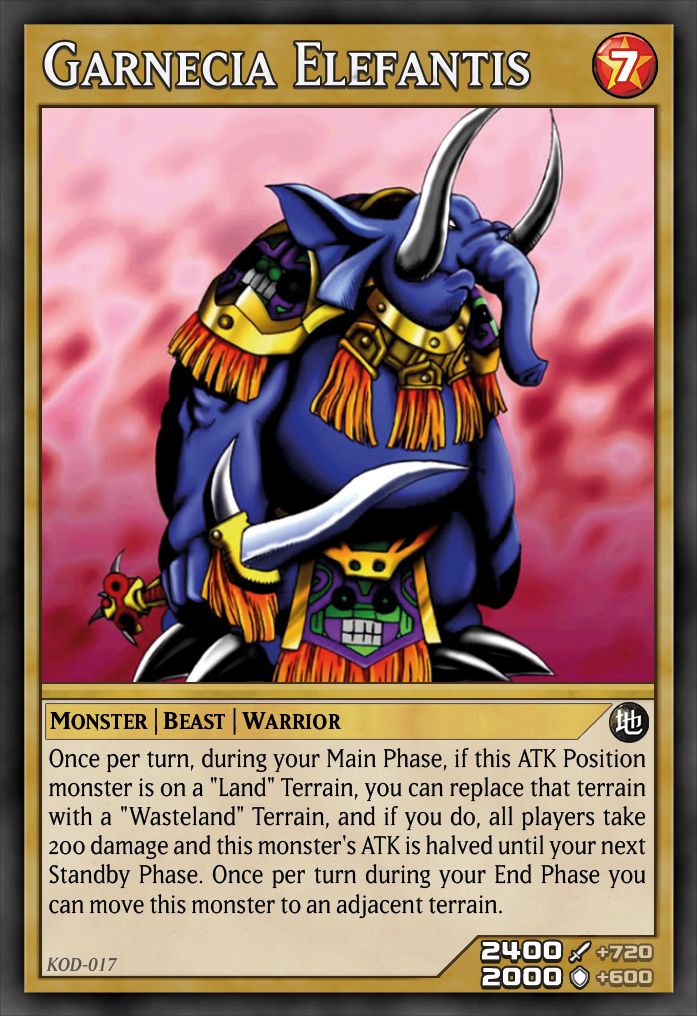 Garnecia Elefantis
7
Monster | Beast | Warrior
Once per turn, during your Main Phase, if this ATK Position
monster is on a "Land" Terrain, you can replace that terrain
with a "Wasteland" Terrain, and if you do, all players take
200 damage and this monster's ATK is halved until your next
Standby Phase. Once per turn during your End Phase you
can move this monster to an adjacent terrain.
KOD-017
2400 +720
2000 +600